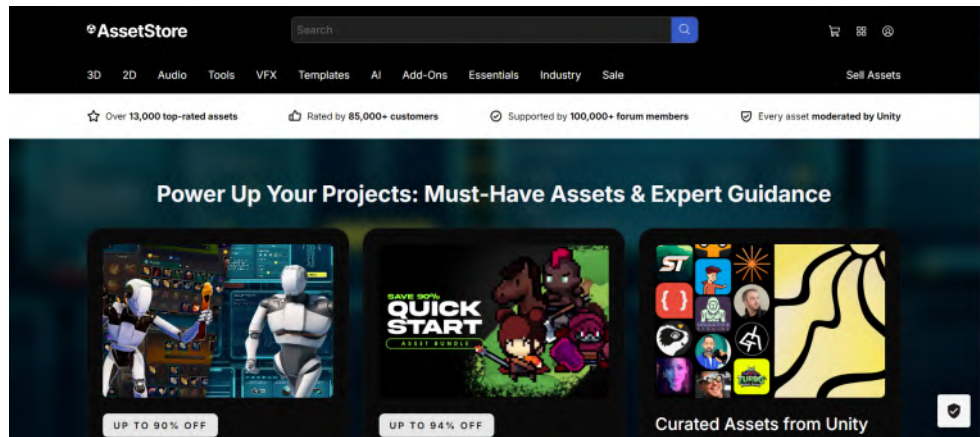 AssetStore
Search
3D 2D Audio Tools VFX Templates AI Add-Ons Essentials Industry Sale Sell Assets
Over 13,000 top-rated assets Rated by 85,000+ customers Supported by 100,000+ forum members Every asset moderated by Unity
Power Up Your Projects: Must-Have Assets & Expert Guidance
SAVE 90%
QUICK
START
ASSET BUNDLE
ST
{ }
TURBO
UP TO 90% OFF
UP TO 94% OFF
Curated Assets from Unity